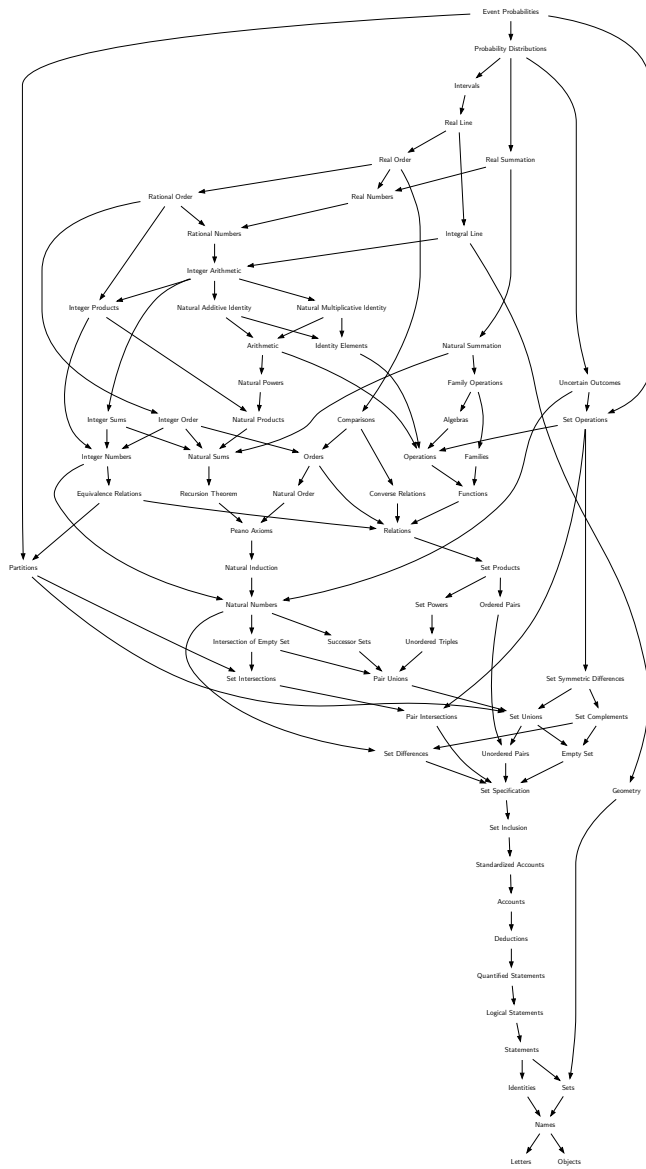 Event Probabilities
Probability Distributions
Intervals
Real Line
Real Order
Real Summation
Rational Order
Real Numbers
Rational Numbers
Integral Line
Integer Arithmetic
Integer Products
Natural Additive Identity
Natural Multiplicative Identity
Arithmetic
Identity Elements
Natural Summation
Natural Powers
Family Operations
Uncertain Outcomes
Integer Sums
Integer Order
Natural Products
Comparisons
Algebras
Set Operations
Integer Numbers
Natural Sums
Orders
Operations
Families
Equivalence Relations
Recursion Theorem
Natural Order
Converse Relations
Functions
Peano Axioms
Relations
Partitions
Natural Induction
Set Products
Natural Numbers
Set Powers
Ordered Pairs
Intersection of Empty Set
Successor Sets
Unordered Triples
Set Intersections
Pair Unions
Set Symmetric Differences
Pair Intersections
Set Unions
Set Complements
Set Differences
Unordered Pairs
Empty Set
Set Specification
Geometry
Set Inclusion
Standardized Accounts
Accounts
Deductions
Quantified Statements
Logical Statements
Statements
Identities
Sets
Names
Letters
Objects